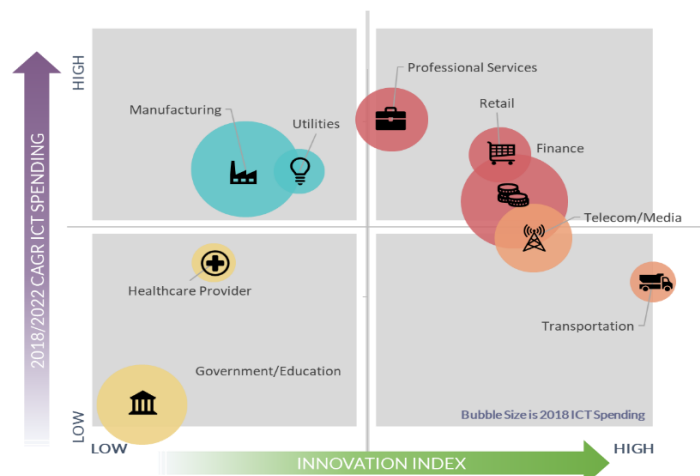 HIGH
Professional Services
Retail
Manufacturing
Utilities
Finance
Telecom/Media
2018/2022 CAGR ICT SPENDING
Healthcare Provider
Transportation
Government/Education
Bubble Size is 2018 ICT Spending
LOW
LOW
HIGH
INNOVATION INDEX